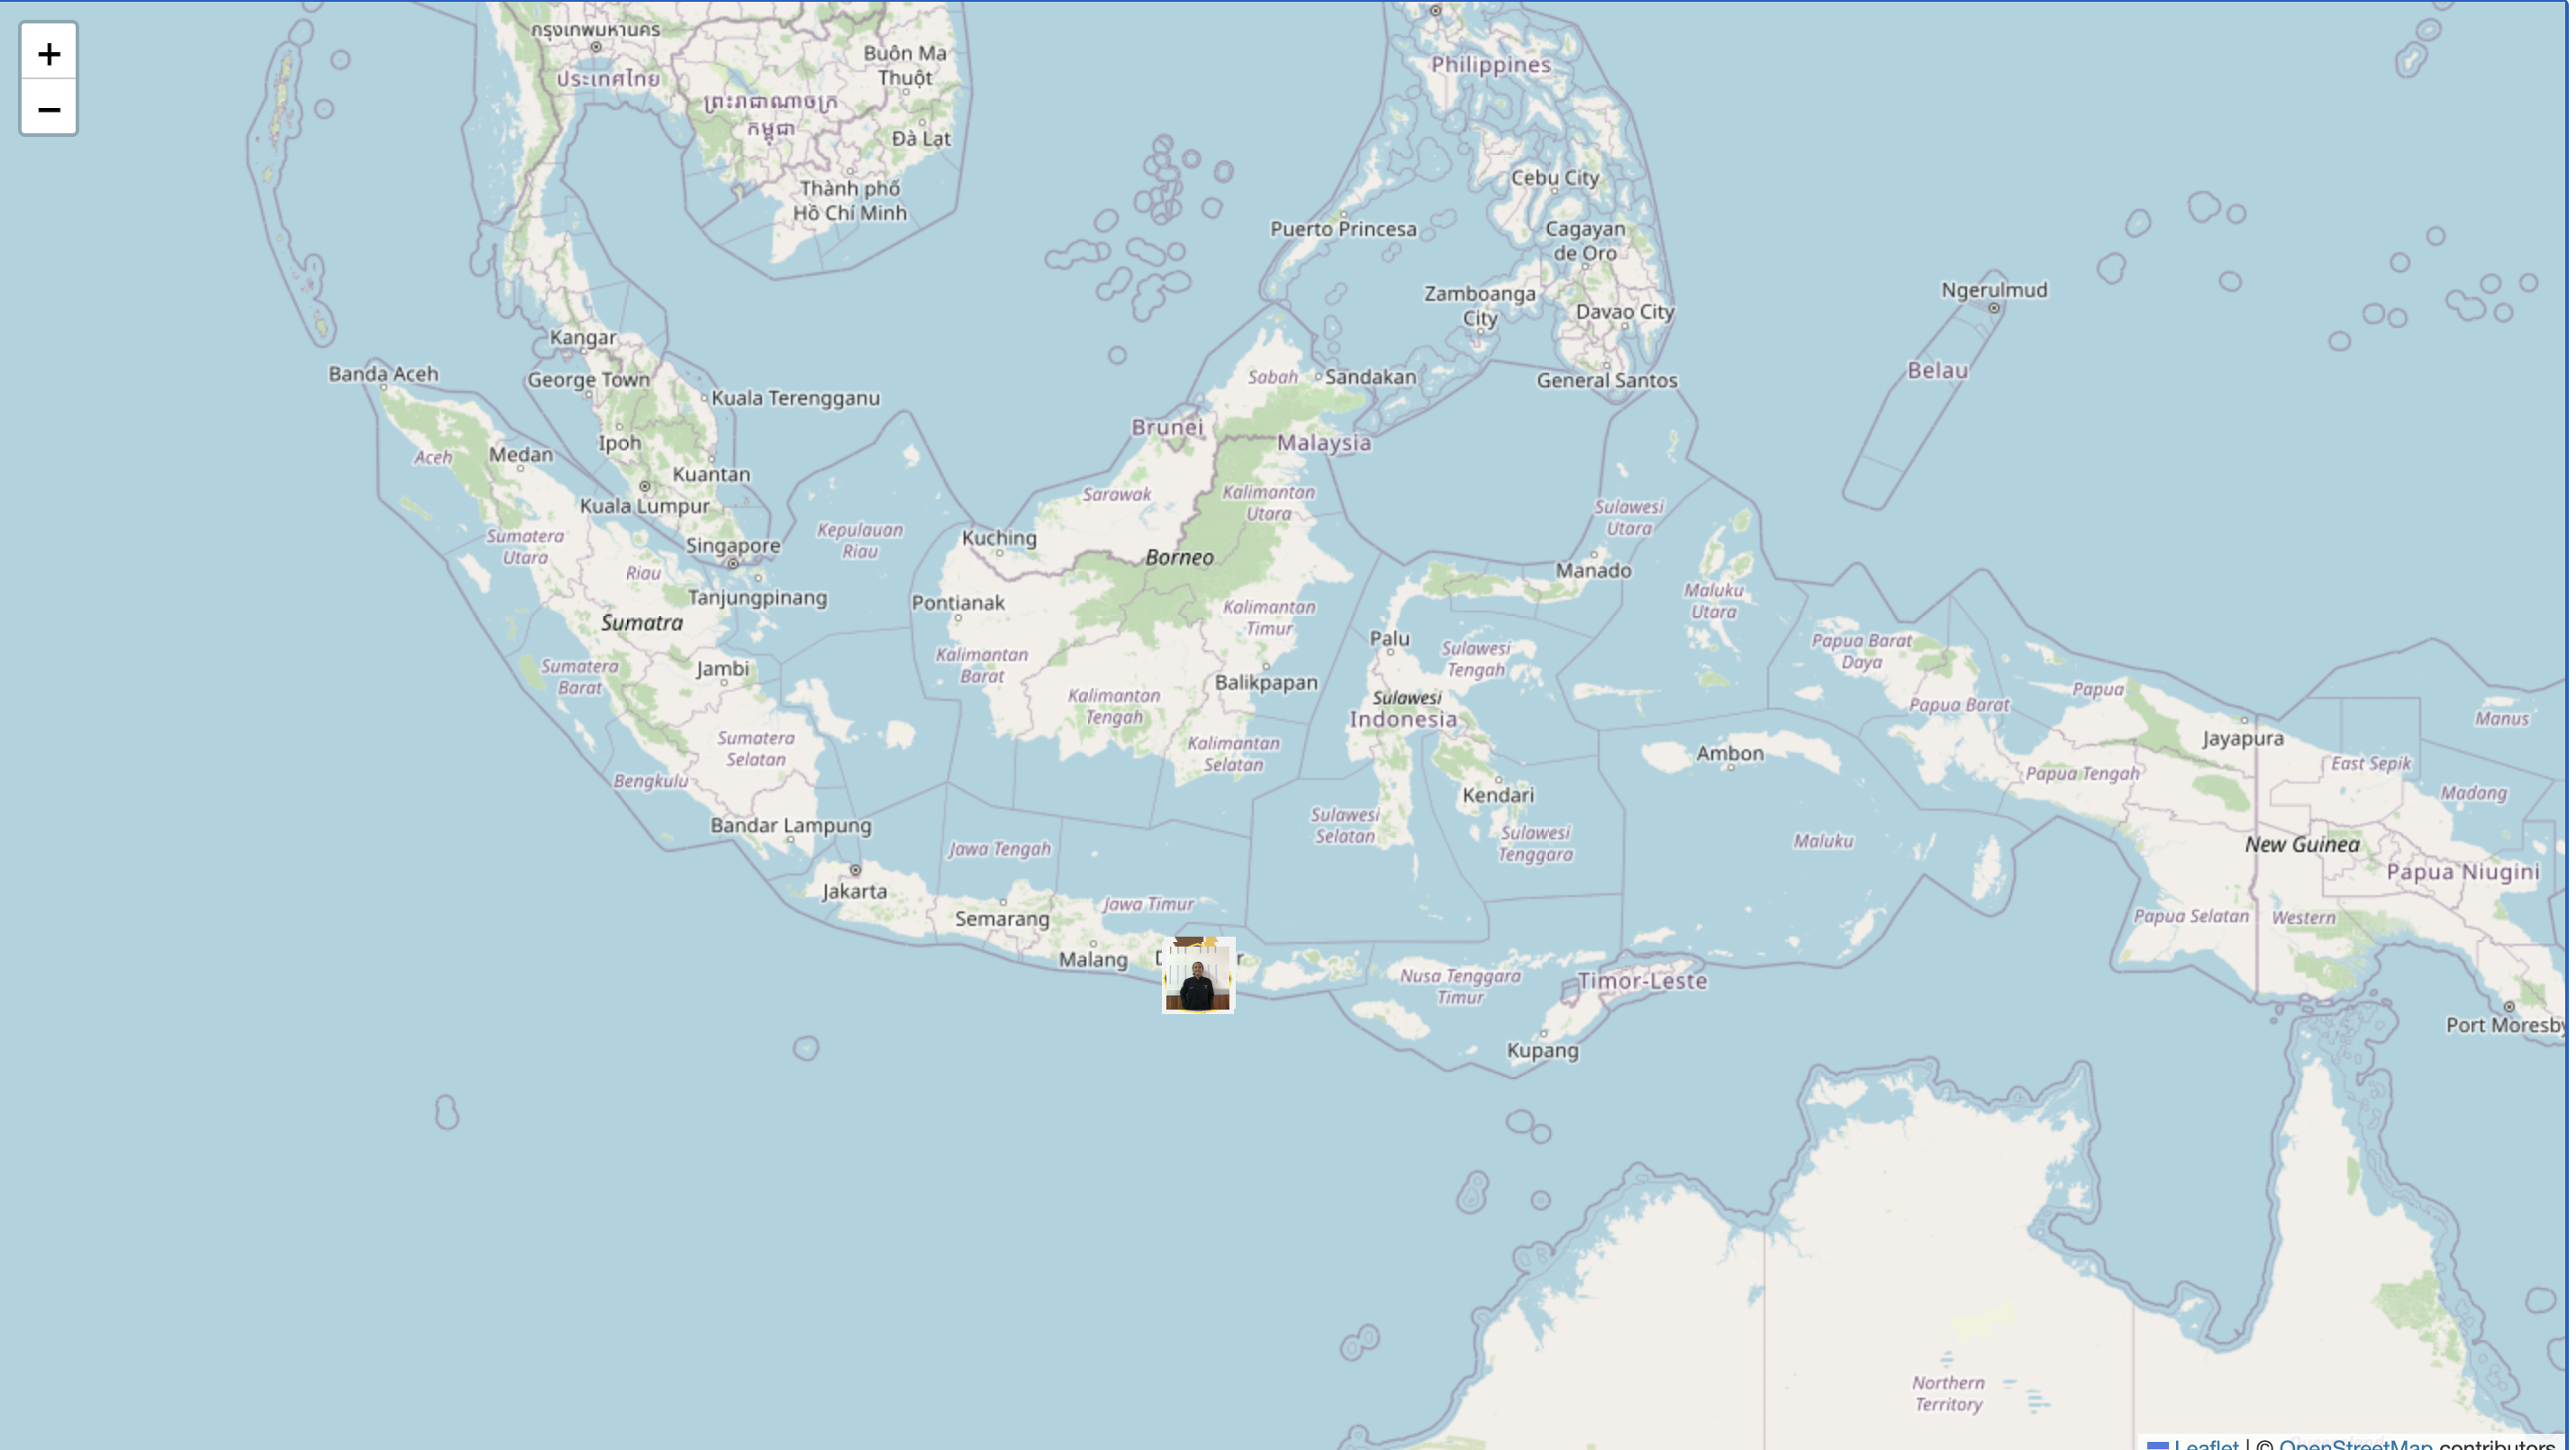 +
−
กรุงเทพมหานคร
ประเทศไทย
Buôn Ma
Thuột
ព្រះរាជាណាចក្រ
កម្ពុជា
Đà Lạt
Thành phố
Hồ Chí Minh
Philippines
Cebu City
Puerto Princesa
Cagayan
de Oro
Zamboanga
City
Davao City
General Santos
Ngerulmud
Belau
Kangar
Banda Aceh
George Town
Kuala Terengganu
Ipoh
Aceh
Medan
Kuantan
Kuala Lumpur
Sabah
Sandakan
Brunei
Malaysia
Sarawak
Kalimantan
Utara
Sumatera
Utara
Singapore
Kepulauan
Riau
Kuching
Borneo
Riau
Tanjungpinang
Sumatra
Pontianak
Kalimantan
Timur
Sulawesi
Utara
Manado
Maluku
Utara
Sumatera
Barat
Jambi
Kalimantan
Barat
Balikpapan
Kalimantan
Tengah
Palu
Sulawesi
Tengah
Sulawesi
Indonesia
Papua Barat
Daya
Papua Barat
Papua
Manus
Jayapura
Sumatera
Selatan
Kalimantan
Selatan
Bengkulu
Ambon
Papua Tengah
East Sepik
Madang
Kendari
Bandar Lampung
Sulawesi
Selatan
Sulawesi
Tenggara
Jawa Tengah
Maluku
New Guinea
Papua Niugini
Jakarta
Semarang
Jawa Timur
Papua Selatan
Western
Malang
Nusa Tenggara
Timur
Timor-Leste
Kupang
Port Moresby
Northern
Territory
Leaflet | © OpenStreetMap contributors